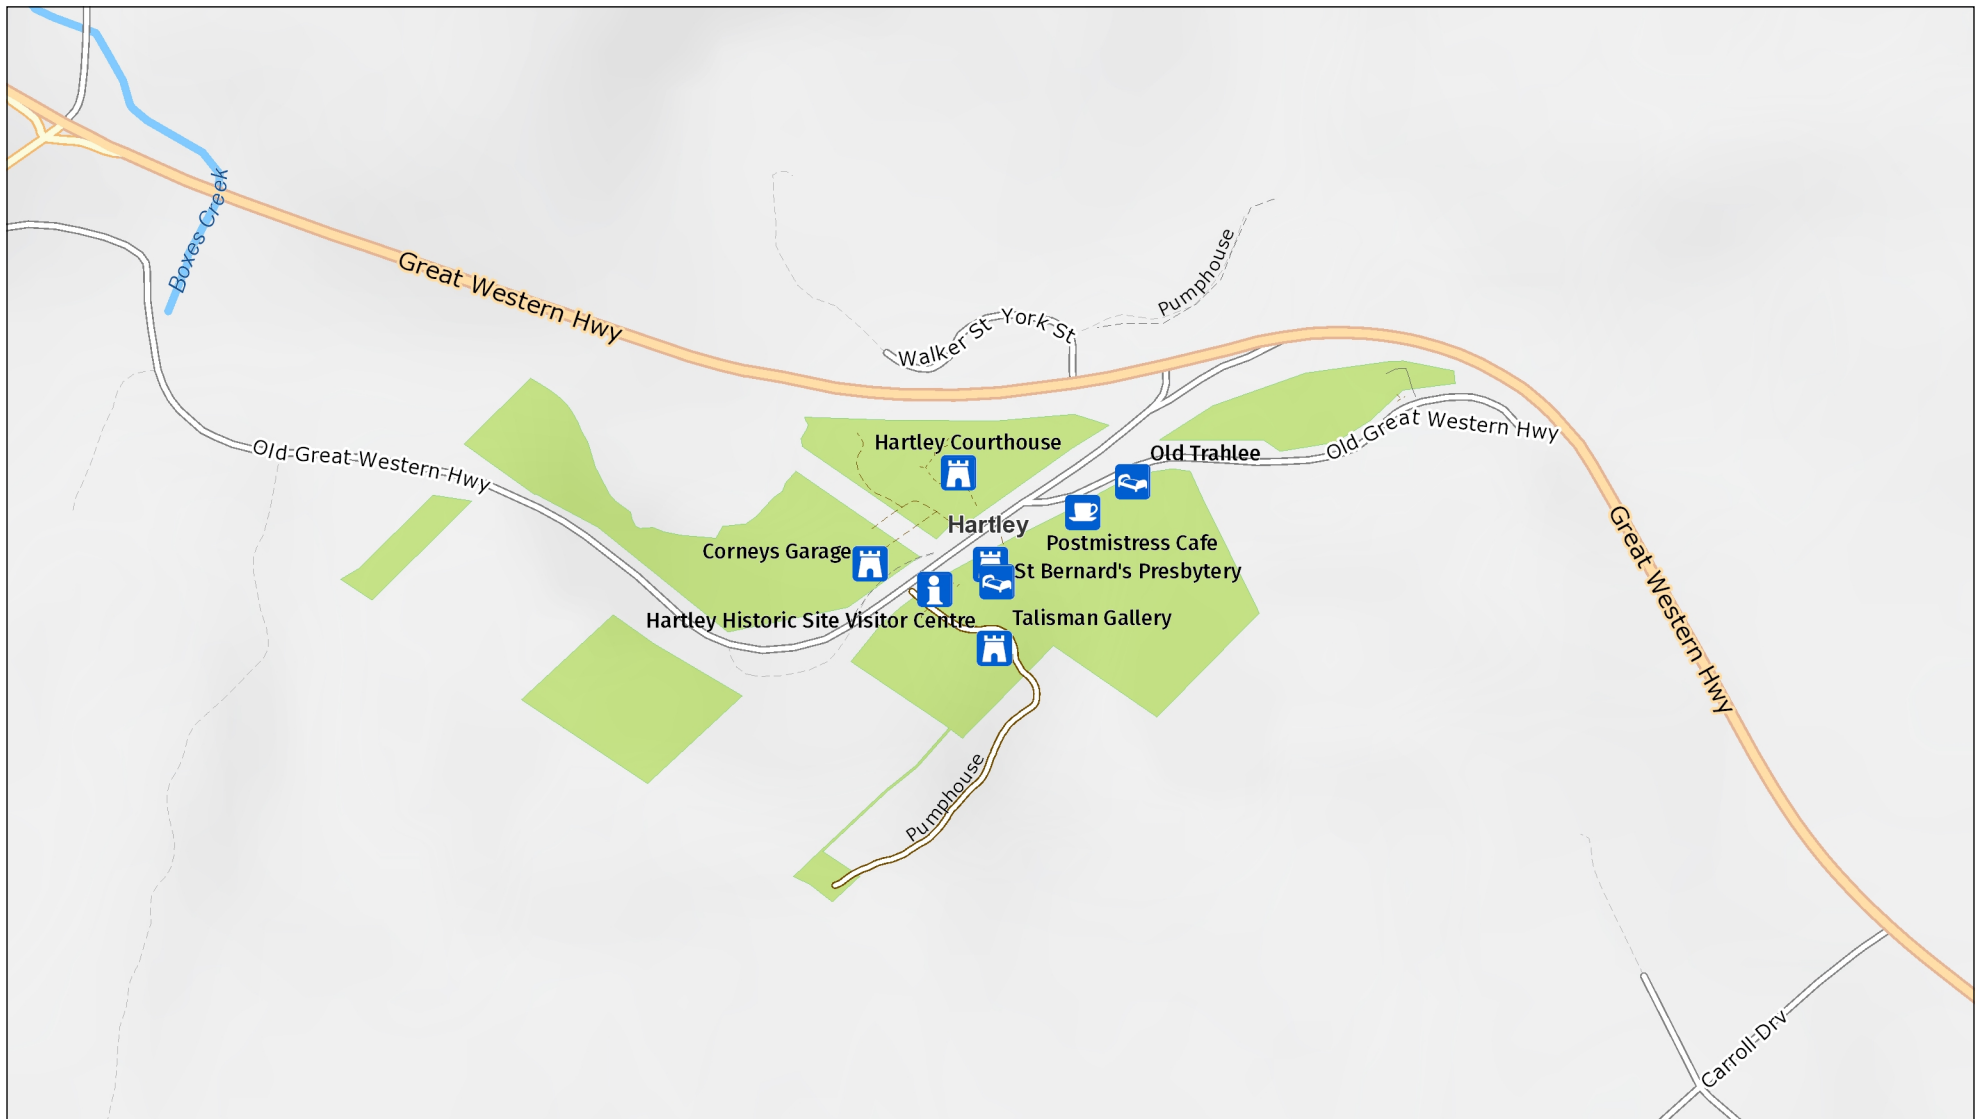 Boxes Creek
Great Western Hwy
Pumphouse
Walker St
York St
Old Great Western Hwy
Hartley Courthouse
Old Trahlee
Old Great Western Hwy
Hartley
Great Western Hwy
Corneys Garage
Postmistress Cafe
St Bernard's Presbytery
Hartley Historic Site Visitor Centre
Talisman Gallery
Pumphouse
Carroll Drv